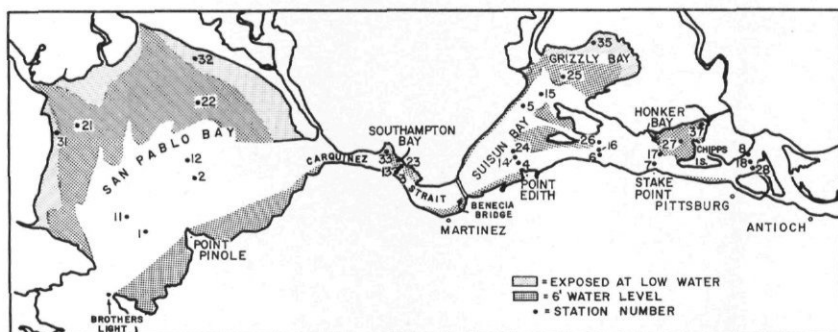 35
GRIZZLY BAY
25
32
15
5
22
HONKER BAY
37
21
SOUTHAMPTON BAY
SUISUN BAY
31
SAN PABLO BAY
26
16
27
CHIPPS IS.
8
CARQUINEZ STRAIT
33
23
24
6
17
18
12
13
14
4
7
28
2
POINT EDITH
STAKE POINT
BENECIA BRIDGE
PITTSBURG
11
MARTINEZ
1
ANTIOCH
POINT PINOLE
= EXPOSED AT LOW WATER
= 6' WATER LEVEL
• = STATION NUMBER
BROTHERS LIGHT